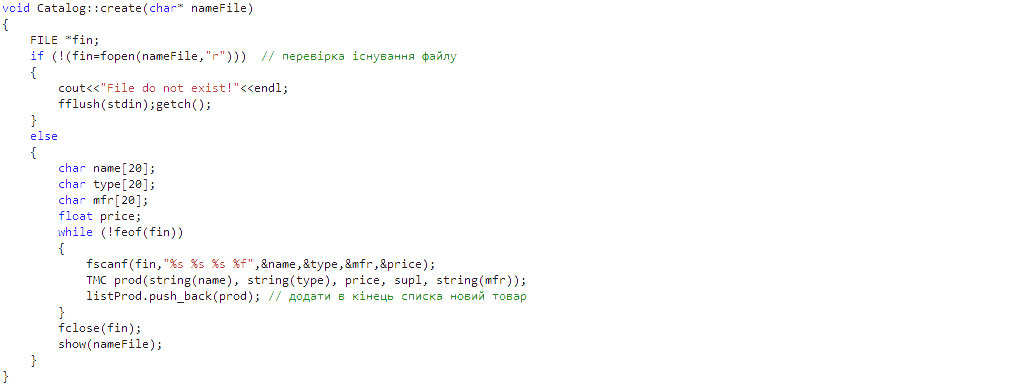 void Catalog::create(char* nameFile)
{
    FILE *fin;
    if (!(fin=fopen(nameFile,"r")))  // перевірка існування файлу
    {
        cout<<"File do not exist!"<<endl;
        fflush(stdin);getch();
    }
    else
    {
        char name[20];
        char type[20];
        char mfr[20];
        float price;
        while (!feof(fin))
        {
            fscanf(fin,"%s %s %s %f",&name,&type,&mfr,&price);
            TMC prod(string(name), string(type), price, supl, string(mfr));
            listProd.push_back(prod); // додати в кінець списка новий товар
        }
        fclose(fin);
        show(nameFile);
    }
}